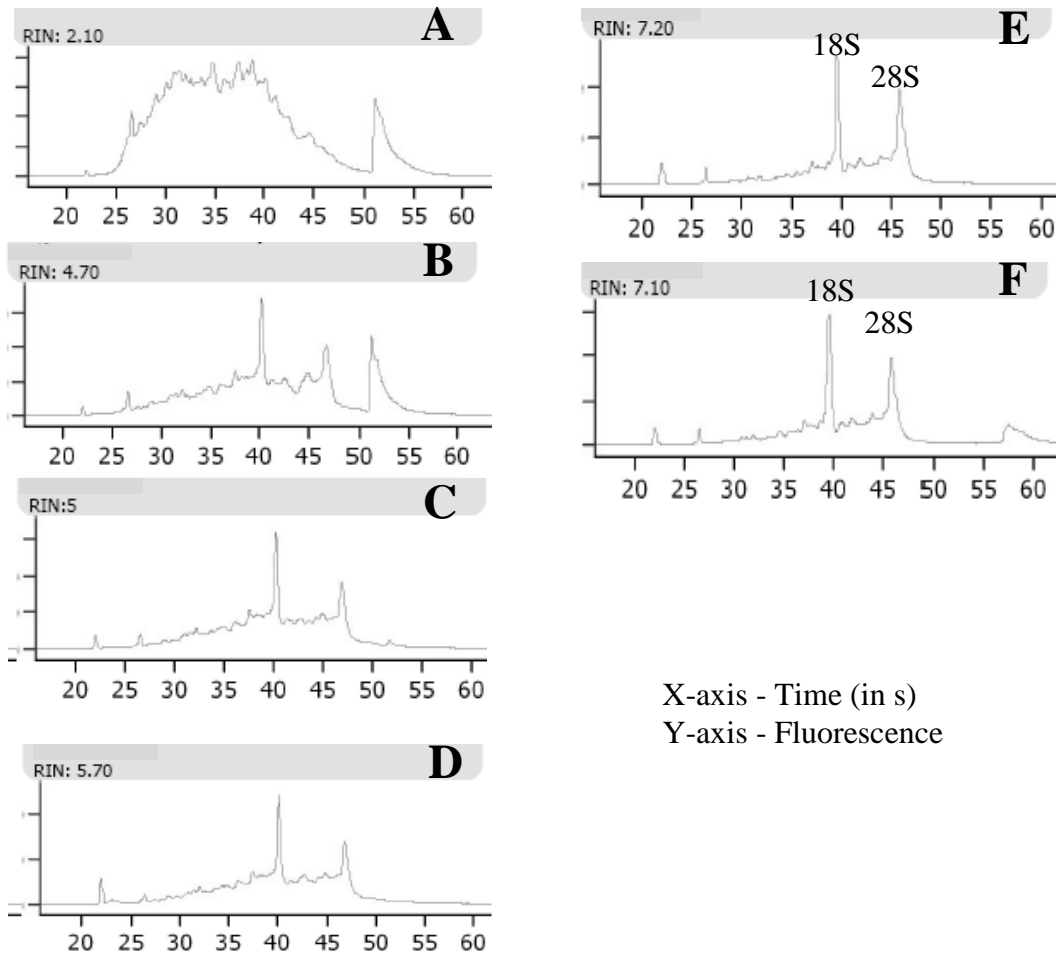 A
RIN: 2.10
20 25 30 35 40 45 50 55 60
B
RIN: 4.70
20 25 30 35 40 45 50 55 60
C
RIN:5
20 25 30 35 40 45 50 55 60
D
RIN: 5.70
20 25 30 35 40 45 50 55 60
E
RIN: 7.20
18S
28S
20 25 30 35 40 45 50 55 60
F
RIN: 7.10
18S
28S
20 25 30 35 40 45 50 55 60
X-axis - Time (in s)
Y-axis - Fluorescence